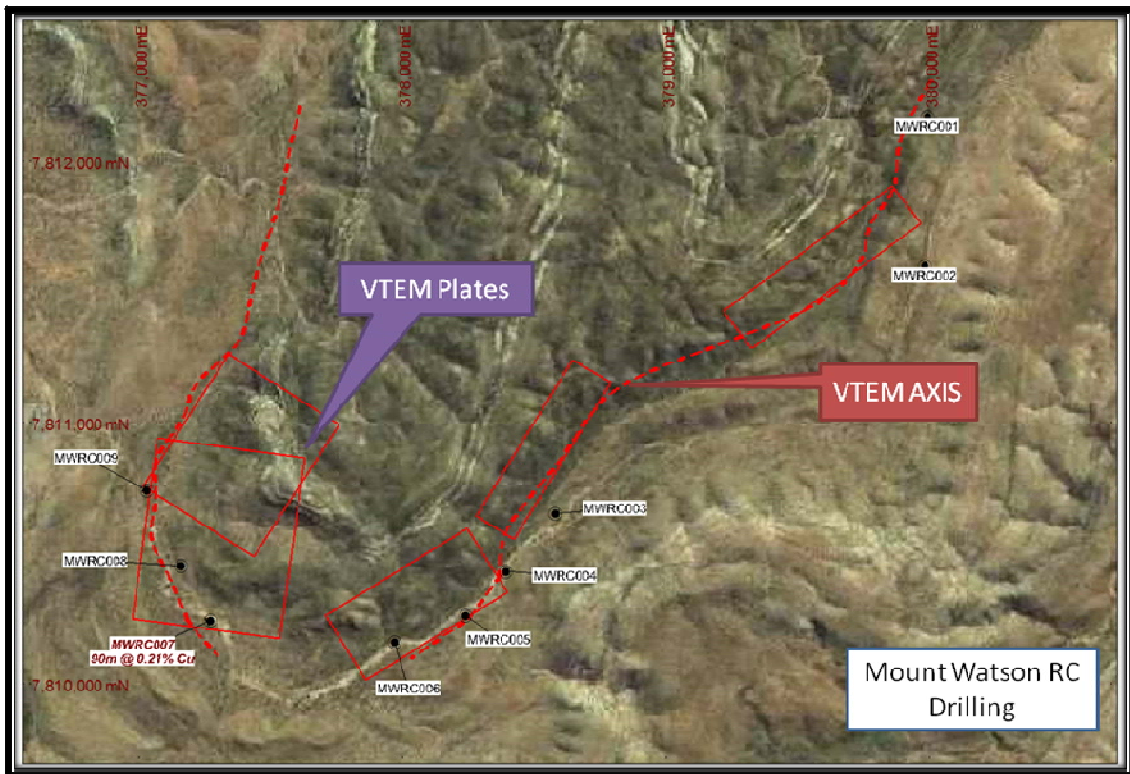 377,000 mE
378,000 mE
379,000 mE
380,000 mE
MWRC001
7,812,000 mN
MWRC002
VTEM Plates
VTEM AXIS
7,811,000 mN
MWRC009
MWRC003
MWRC008
MWRC004
MWRC005
MWRC007
90m @ 0.21% Cu
MWRC006
7,810,000 mN
Mount Watson RC
Drilling